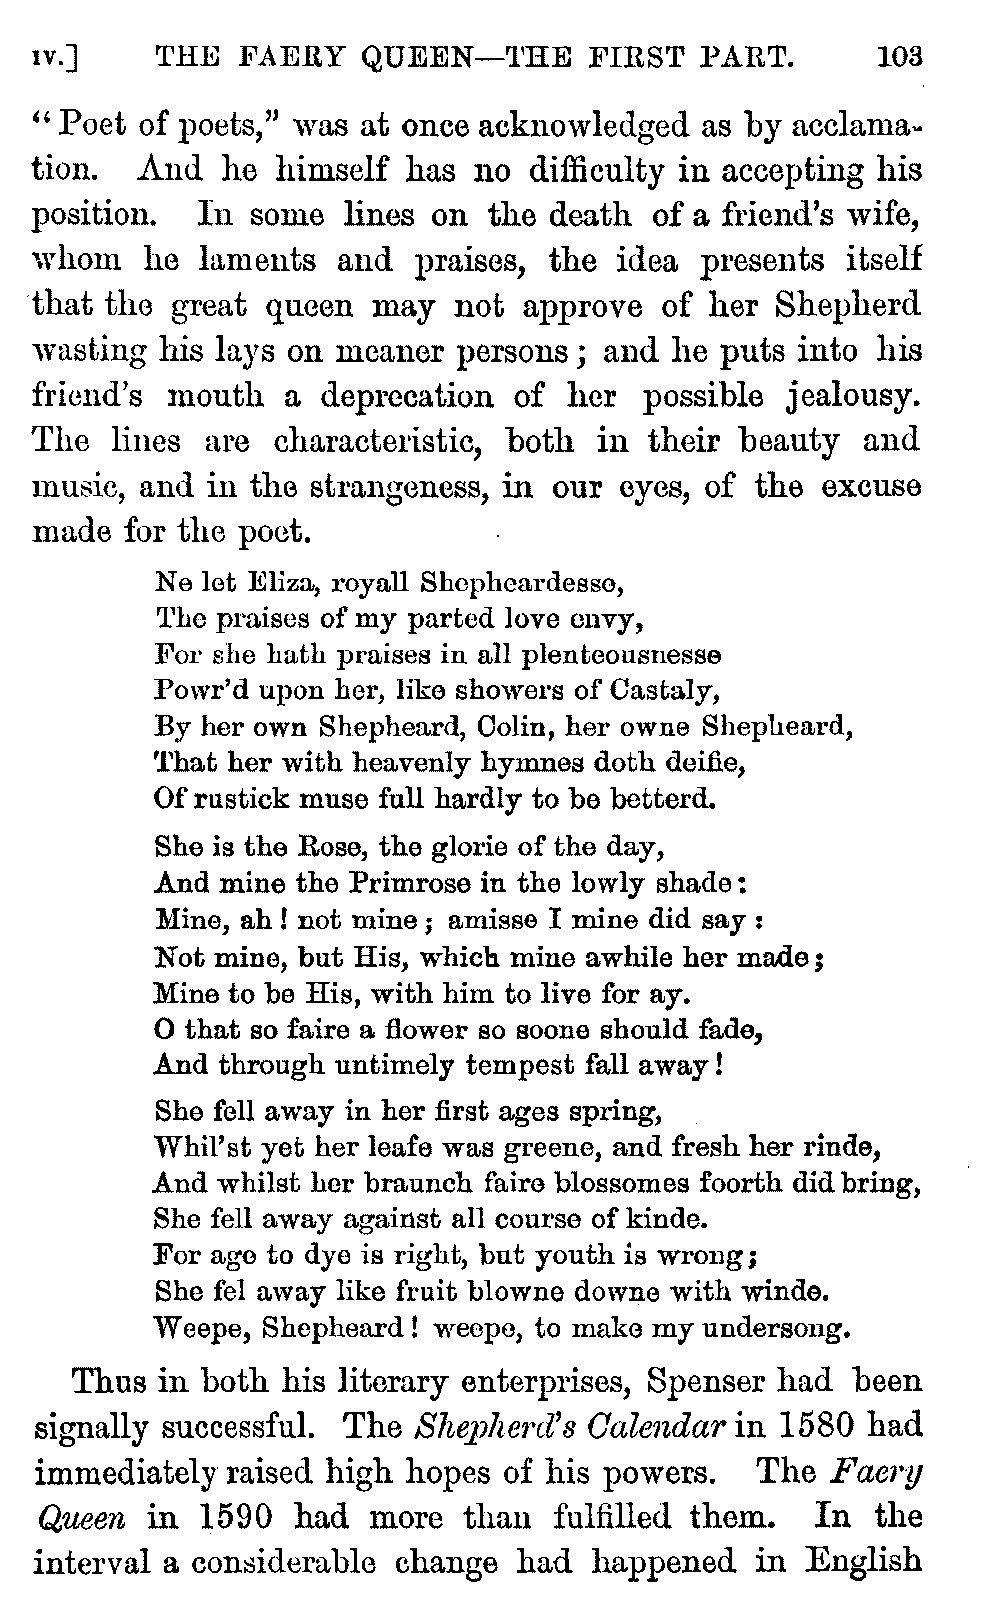 IV.] THE FAERY QUEEN—THE FIRST PART. 103
“Poet of poets,” was at once acknowledged as by acclama-
tion. And he himself has no difficulty in accepting his
position. In some lines on the death of a friend's wife,
whom he laments and praises, the idea presents itself
that the great queen may not approve of her Shepherd
wasting his lays on meaner persons; and he puts into his
friend's mouth a deprecation of her possible jealousy.
The lines are characteristic, both in their beauty and
music, and in the strangeness, in our eyes, of the excuse
made for the poet.
Ne let Eliza, royall Shepheardesse,
The praises of my parted love envy,
For she hath praises in all plenteousnesse
Powr'd upon her, like showers of Castaly,
By her own Shepheard, Colin, her owne Shepheard,
That her with heavenly hymnes doth deifie,
Of rustick muse full hardly to be betterd.
She is the Rose, the glorie of the day,
And mine the Primrose in the lowly shade:
Mine, ah! not mine; amisse I mine did say:
Not mine, but His, which mine awhile her made;
Mine to be His, with him to live for ay.
O that so faire a flower so soone should fade,
And through untimely tempest fall away!
She fell away in her first ages spring,
Whil'st yet her leafe was greene, and fresh her rinde,
And whilst her braunch faire blossomes foorth did bring,
She fell away against all course of kinde.
For age to dye is right, but youth is wrong;
She fel away like fruit blowne downe with winde.
Weepe, Shepheard! weepe, to make my undersong.
Thus in both his literary enterprises, Spenser had been
signally successful. The Shepherd's Calendar in 1580 had
immediately raised high hopes of his powers. The Faery
Queen in 1590 had more than fulfilled them. In the
interval a considerable change had happened in English